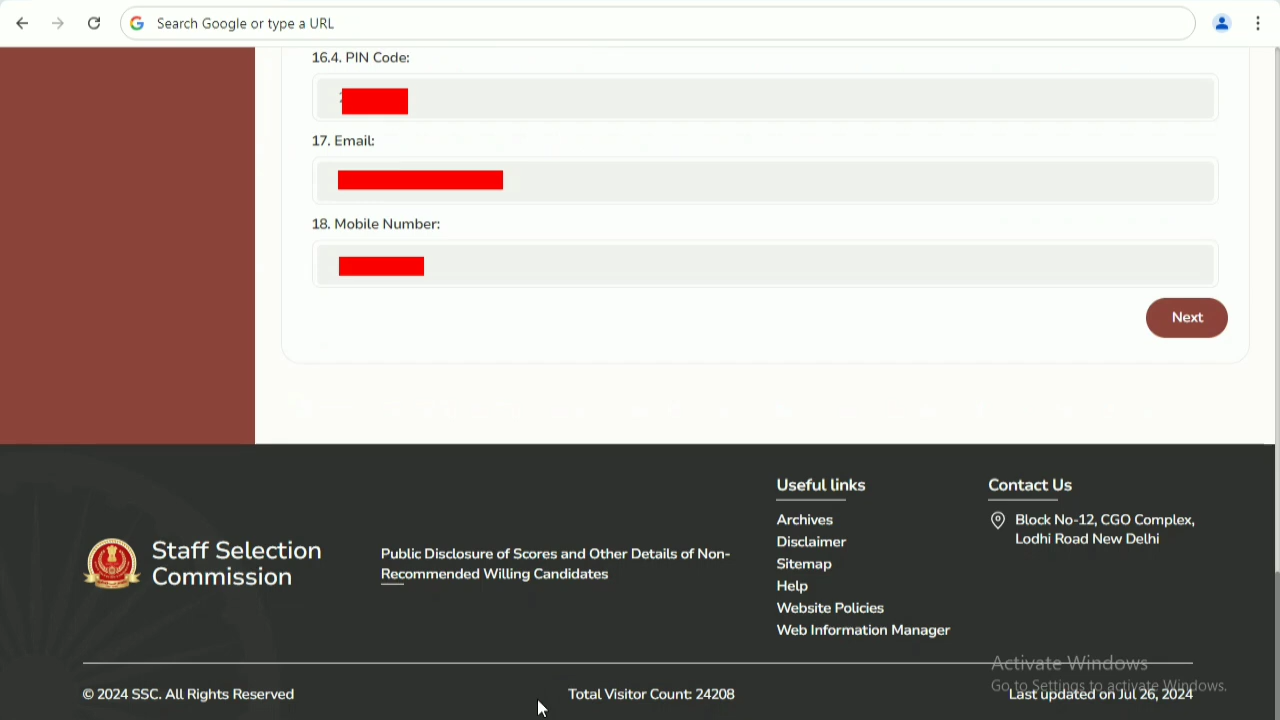 Search Google or type a URL
16.4. PIN Code:
17. Email:
18. Mobile Number:
Next
Staff Selection
Commission
Public Disclosure of Scores and Other Details of Non-
Recommended Willing Candidates
Useful links
Archives
Disclaimer
Sitemap
Help
Website Policies
Web Information Manager
Contact Us
Block No-12, CGO Complex,
Lodhi Road New Delhi
Activate Windows
Go to Settings to activate Windows.
© 2024 SSC. All Rights Reserved
Total Visitor Count: 24208
Last updated on Jul 26, 2024